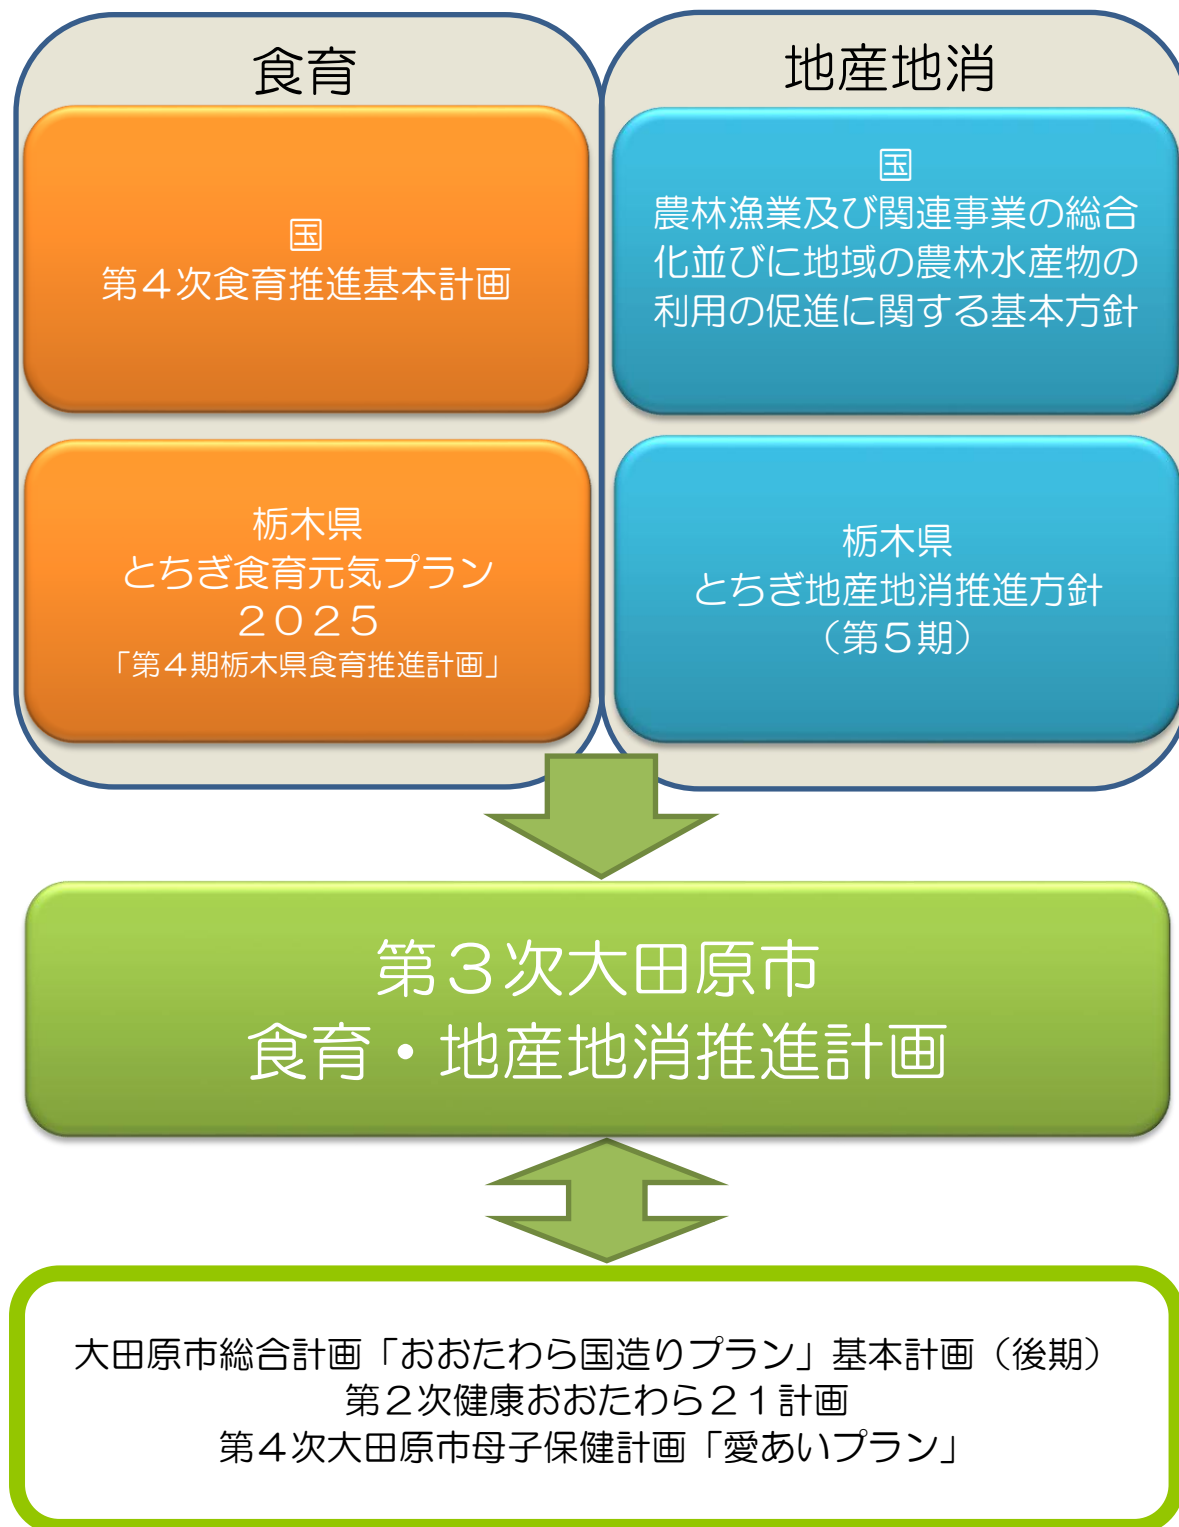 食育
国
第４次食育推進基本計画
栃木県
とちぎ食育元気プラン
２０２５
「第４期栃木県食育推進計画」
地産地消
国
農林漁業及び関連事業の総合
化並びに地域の農林水産物の
利用の促進に関する基本方針
栃木県
とちぎ地産地消推進方針
（第５期）
第３次大田原市
食育・地産地消推進計画
大田原市総合計画「おおたわら国造りプラン」基本計画（後期）
第２次健康おおたわら２１計画
第４次大田原市母子保健計画「愛あいプラン」